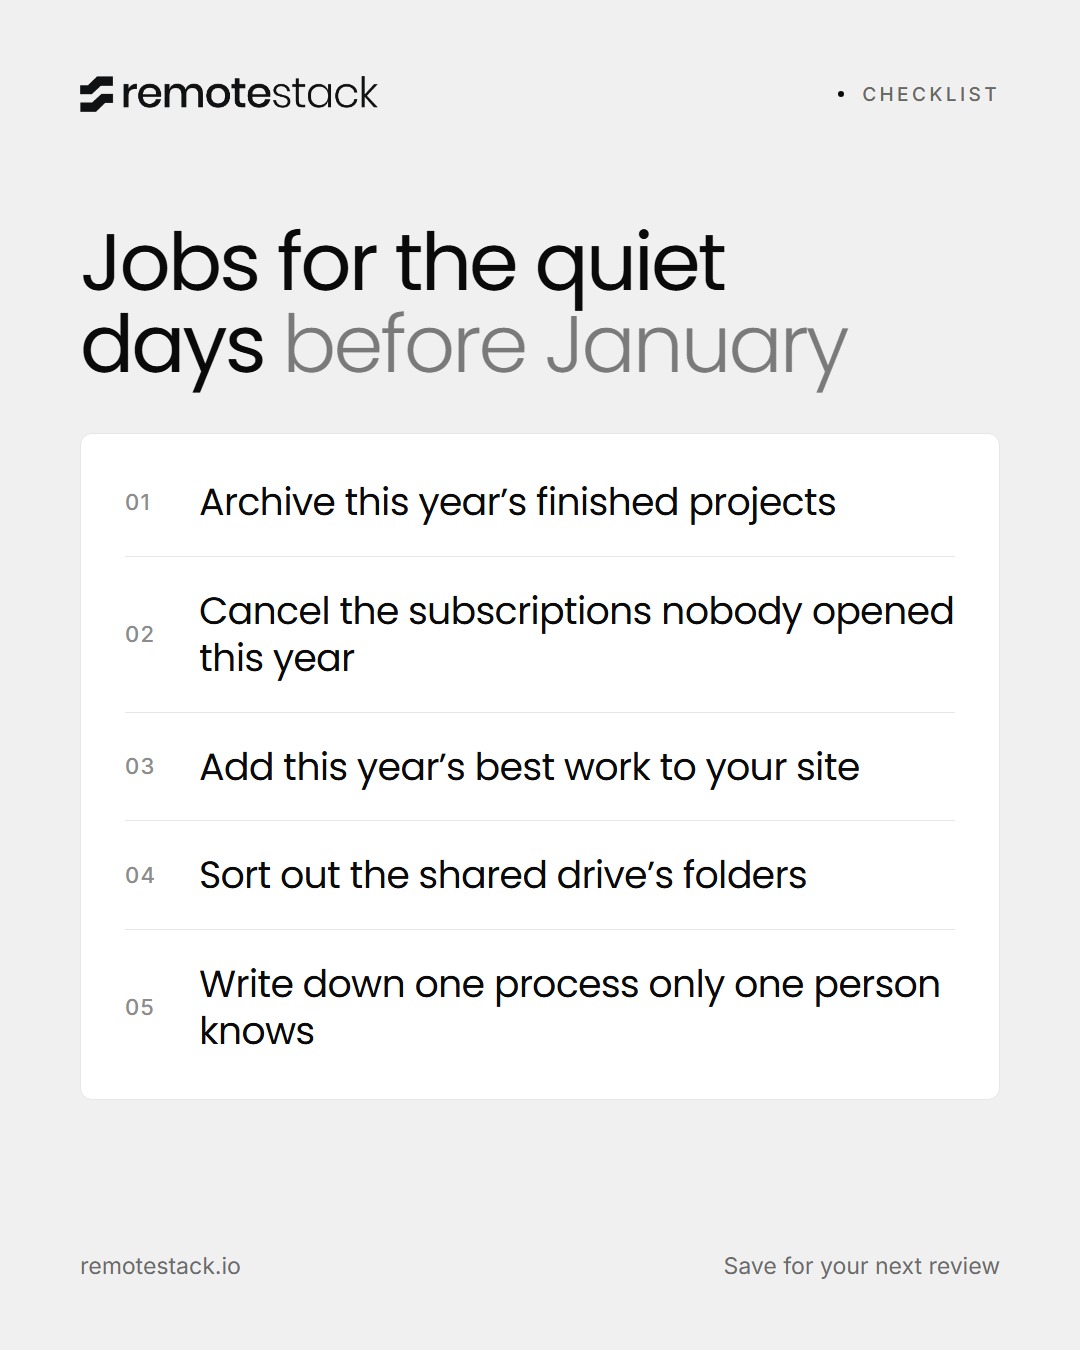 remotestack
• CHECKLIST
Jobs for the quiet
days before January
01 Archive this year’s finished projects
02 Cancel the subscriptions nobody opened
this year
03 Add this year’s best work to your site
04 Sort out the shared drive’s folders
05 Write down one process only one person
knows
remotestack.io
Save for your next review